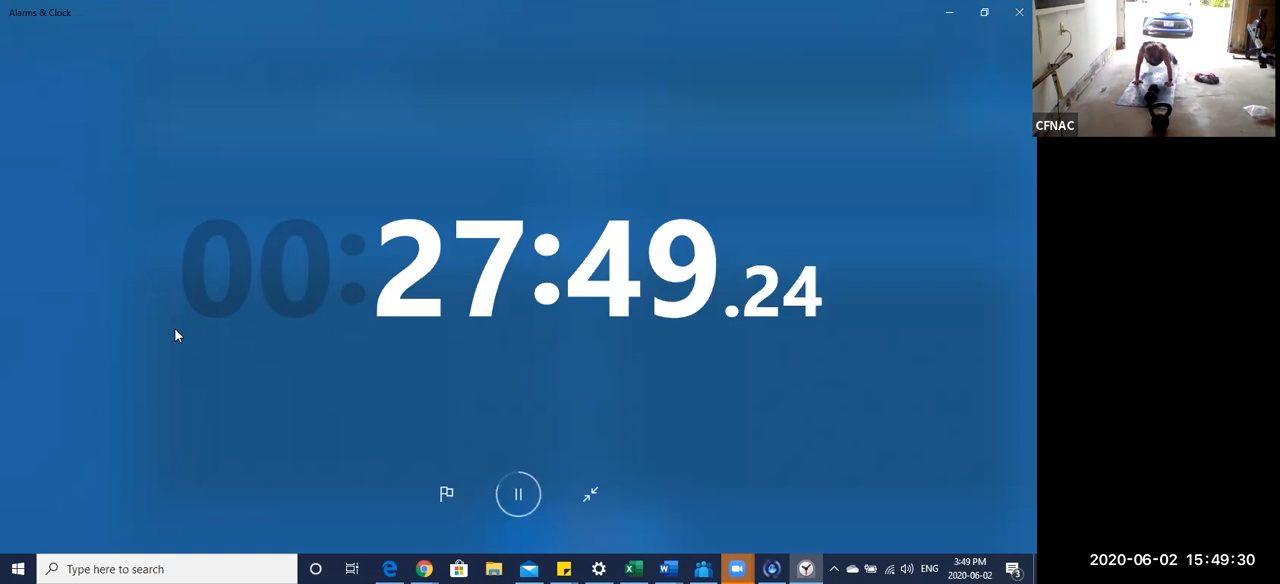 Alarms & Clock
CFNAC
00:27:49.24
Type here to search
ENG
3:49 PM
2020-06-02
3
2020-06-02 15:49:30